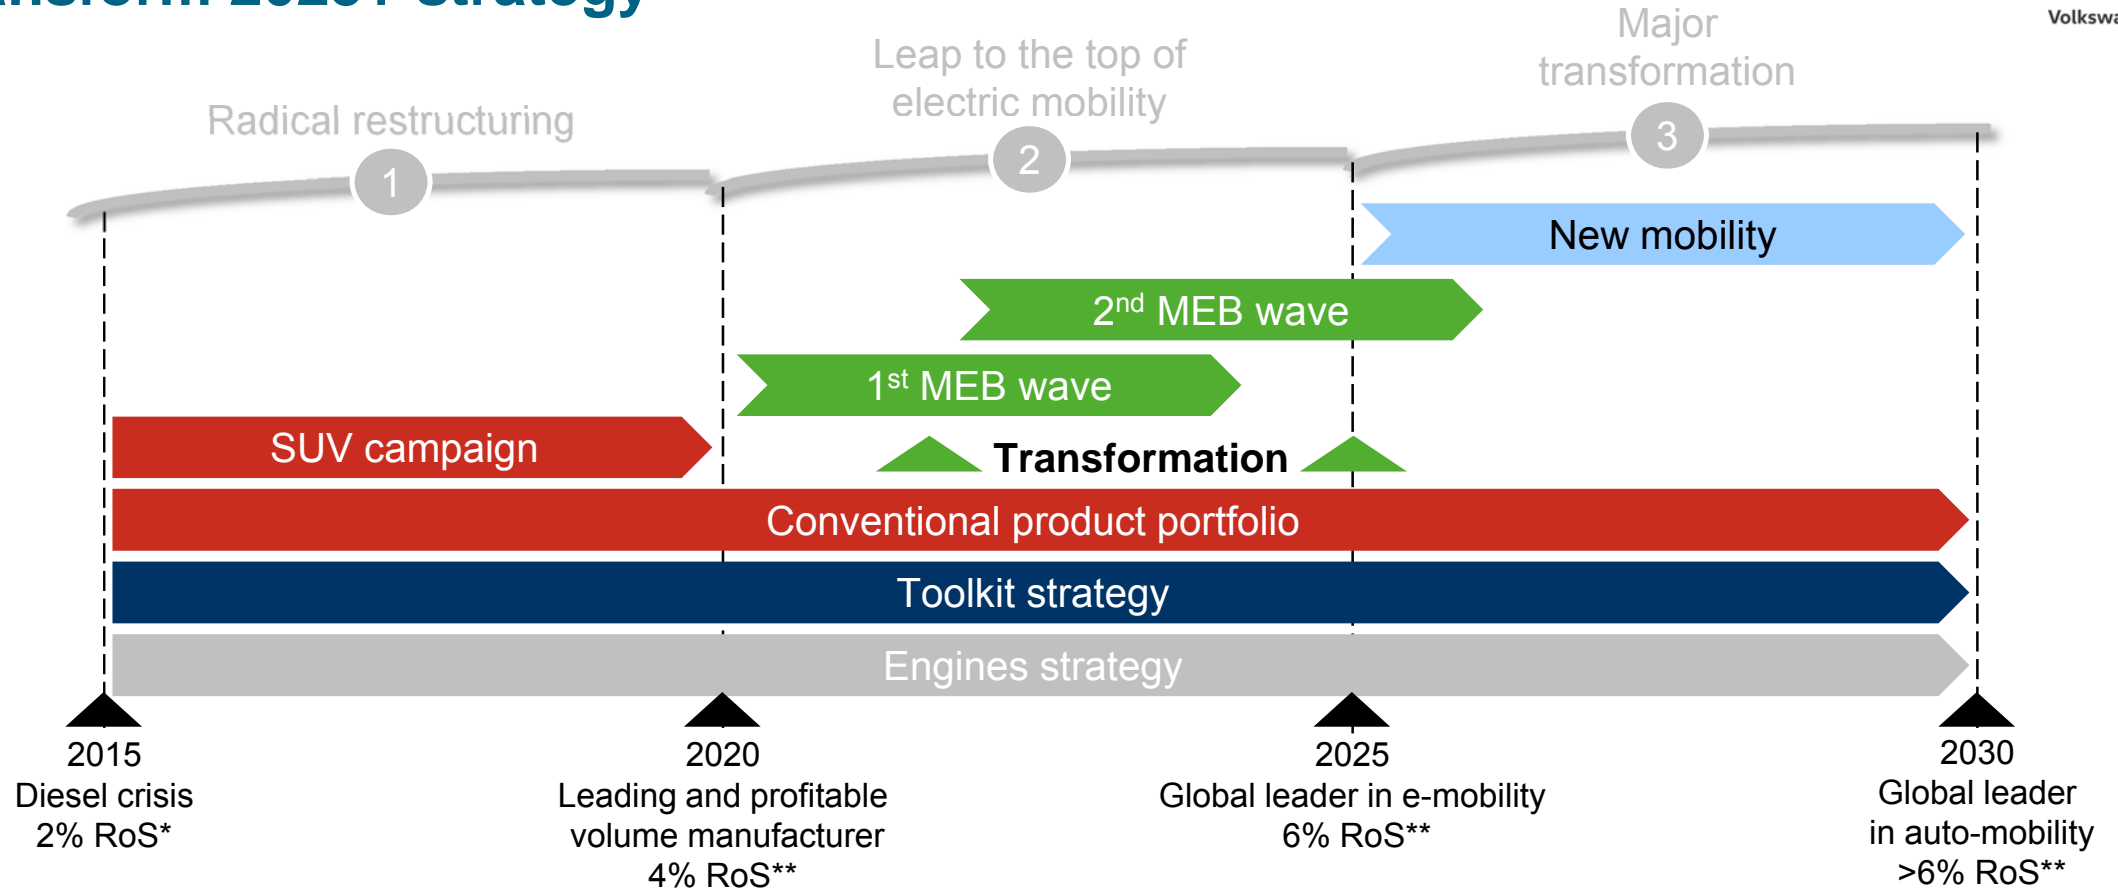 2025+ strategy
Volkswa
Radical restructuring
1
Leap to the top of
electric mobility
2
Major
transformation
3
New mobility
2nd MEB wave
1st MEB wave
SUV campaign
Transformation
Conventional product portfolio
Toolkit strategy
Engines strategy
2015
Diesel crisis
2% RoS*
2020
Leading and profitable
volume manufacturer
4% RoS**
2025
Global leader in e-mobility
6% RoS**
2030
Global leader
in auto-mobility
>6% RoS**